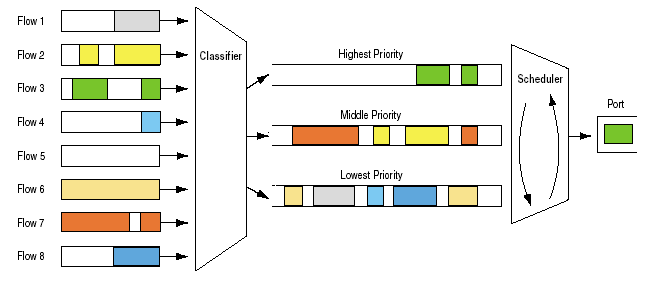 Flow 1
Flow 2
Flow 3
Flow 4
Flow 5
Flow 6
Flow 7
Flow 8
Classifier
Highest Priority
Middle Priority
Lowest Priority
Scheduler
Port